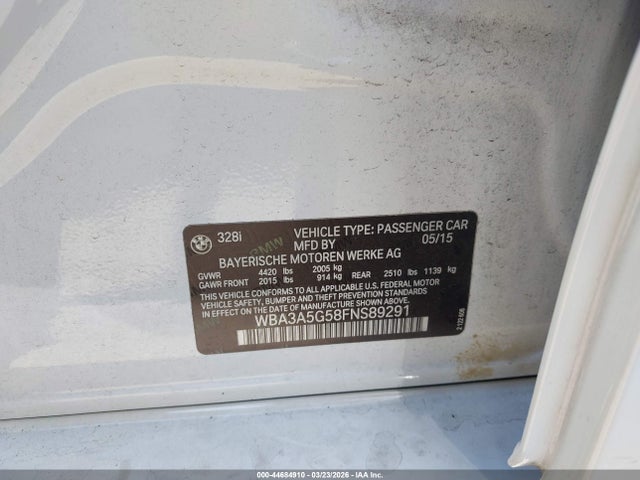 328i VEHICLE TYPE: PASSENGER CAR
MFD BY 05/15
BAYERISCHE MOTOREN WERKE AG
GVWR 4420 lbs 2005 kg
GAWR FRONT 2015 lbs 914 kg REAR 2510 lbs 1139 kg
THIS VEHICLE CONFORMS TO ALL APPLICABLE U.S. FEDERAL MOTOR
VEHICLE SAFETY, BUMPER, AND THEFT PREVENTION STANDARDS IN
EFFECT ON THE DATE OF MANUFACTURE SHOWN ABOVE.
WBA3A5G58FNS89291
000-44684910 | 03/23/2026 | IAA, Inc.